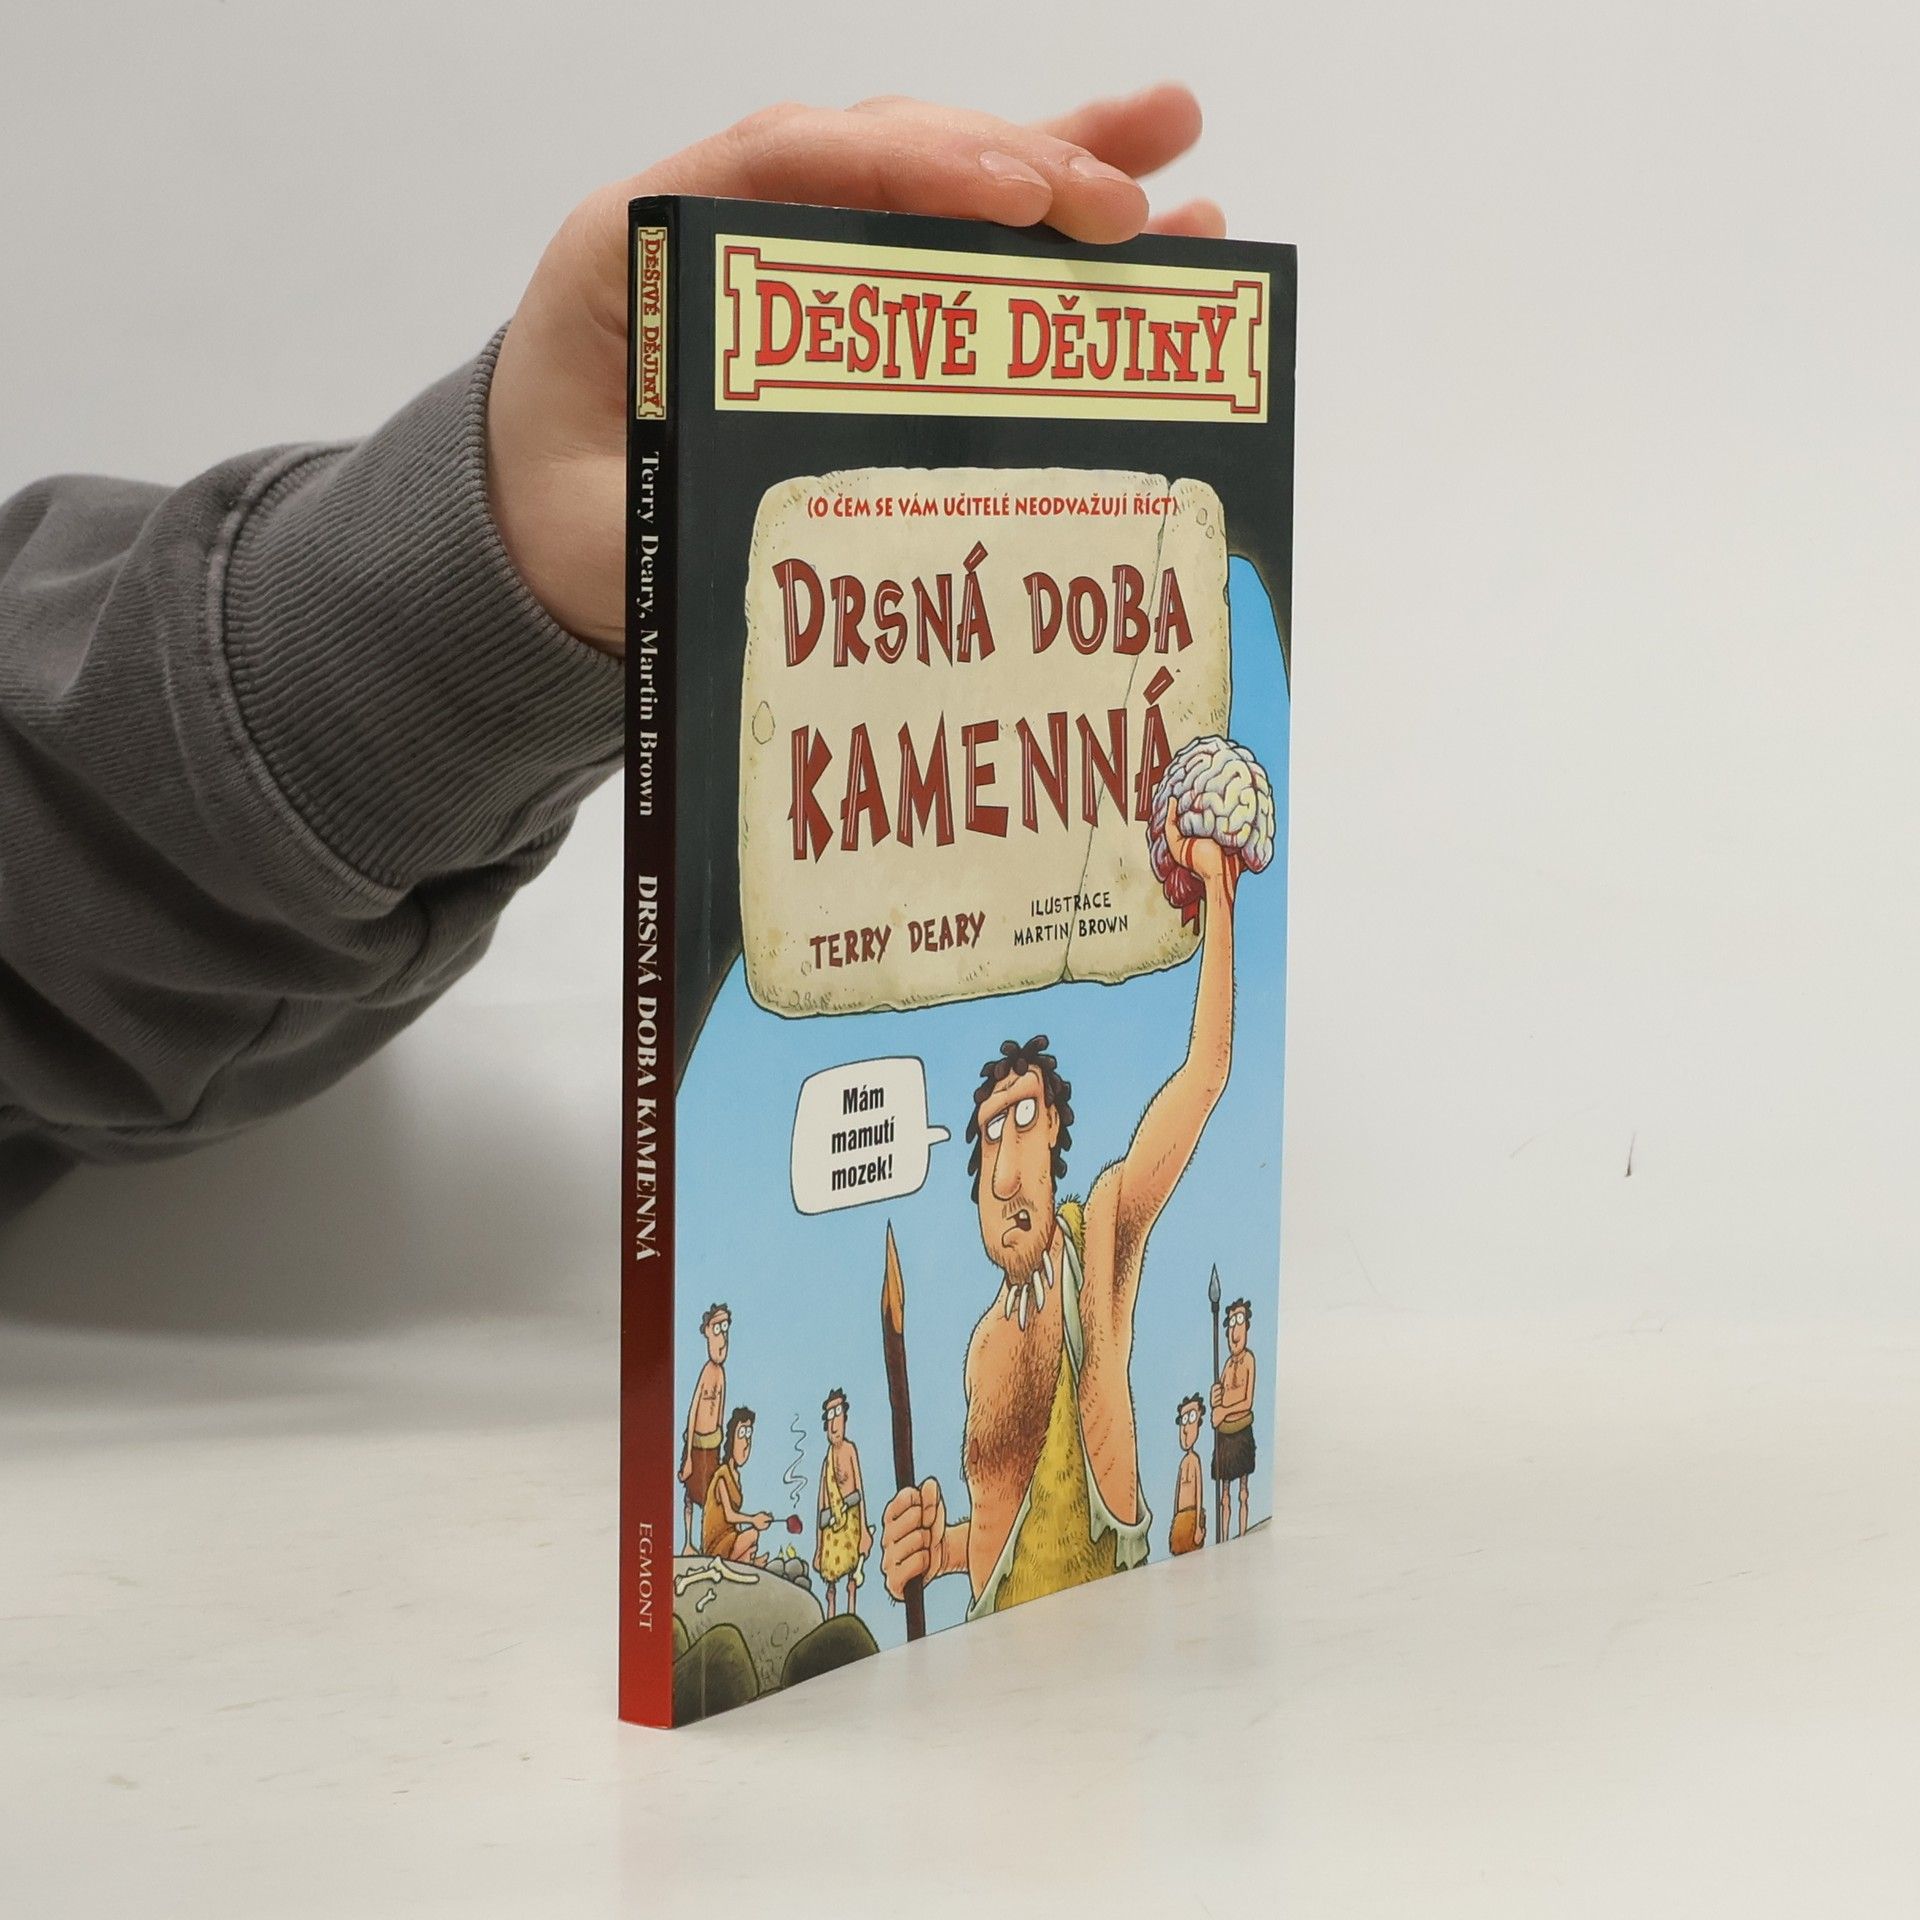 DĚSIVÉ DĚJINY
Terry Deary, Martin Brown
DRSNÁ DOBA KAMENNÁ
EGMONT
DĚSIVÉ DĚJINY
(O ČEM SE VÁM UČITELÉ NEODVAŽUJÍ ŘÍCT)
DRSNÁ DOBA
KAMENNÁ
TERRY DEARY
ILUSTRACE
MARTIN BROWN
Mám
mamutí
mozek!